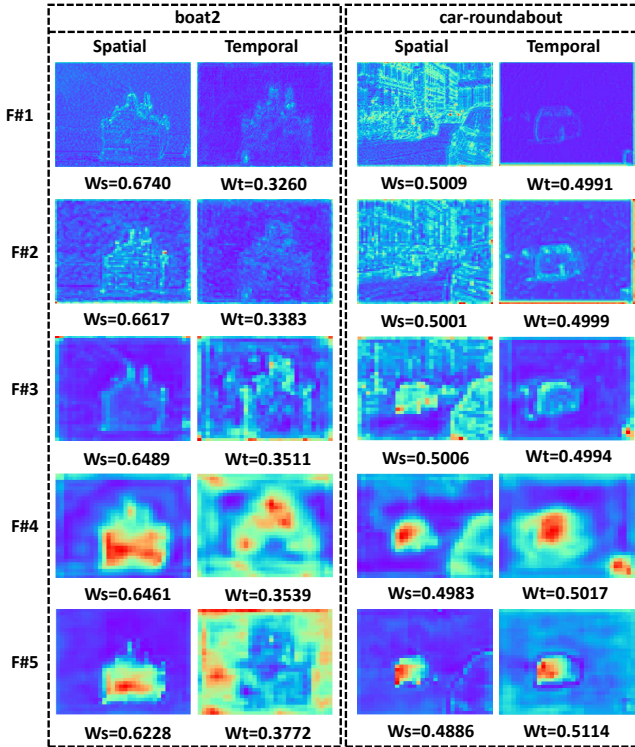 boat2 car-roundabout
Spatial Temporal Spatial Temporal
F#1
Ws=0.6740 Wt=0.3260 Ws=0.5009 Wt=0.4991
F#2
Ws=0.6617 Wt=0.3383 Ws=0.5001 Wt=0.4999
F#3
Ws=0.6489 Wt=0.3511 Ws=0.5006 Wt=0.4994
F#4
Ws=0.6461 Wt=0.3539 Ws=0.4983 Wt=0.5017
F#5
Ws=0.6228 Wt=0.3772 Ws=0.4886 Wt=0.5114